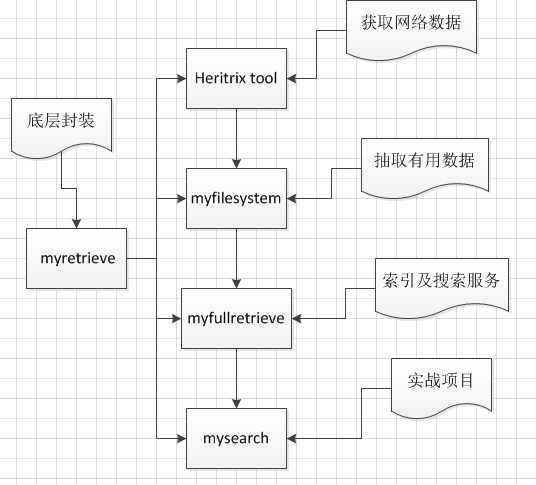 获取网络数据
Heritrix tool
底层封装
抽取有用数据
myfilesystem
myretrieve
索引及搜索服务
myfullretrieve
实战项目
mysearch